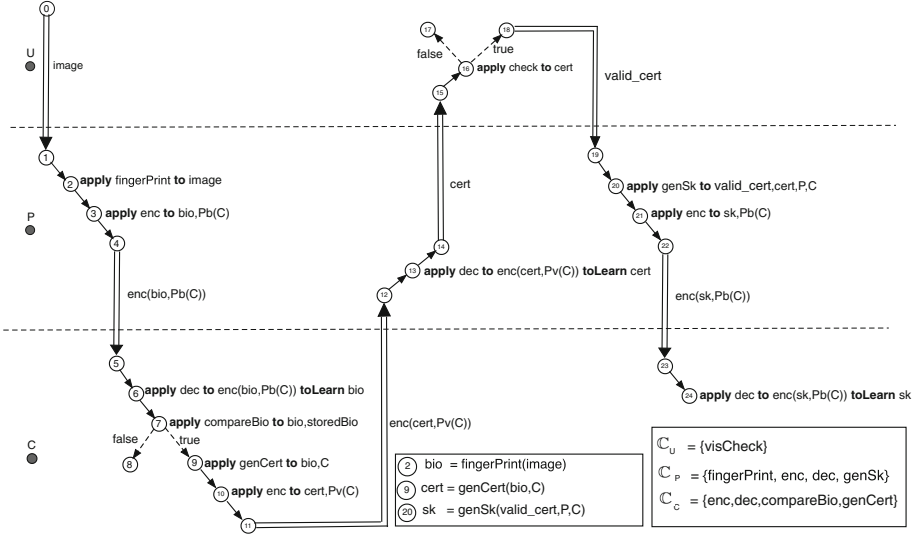 0
U
image
17
18
false
true
16
apply check to cert
15
valid_cert
1
2
apply fingerPrint to image
3
apply enc to bio,Pb(C)
4
P
cert
19
20
apply genSk to valid_cert,cert,P,C
21
apply enc to sk,Pb(C)
22
14
13
apply dec to enc(cert,Pv(C)) toLearn cert
12
enc(bio,Pb(C))
enc(sk,Pb(C))
5
6
apply dec to enc(bio,Pb(C)) toLearn bio
7
apply compareBio to bio,storedBio
false
true
8
9
apply genCert to bio,C
10
apply enc to cert,Pv(C)
11
C
enc(cert,Pv(C))
23
24
apply dec to enc(sk,Pb(C)) toLearn sk
2 bio = fingerPrint(image)
9 cert = genCert(bio,C)
20 sk = genSk(valid_cert,P,C)
ℂU = {visCheck}
ℂP = {fingerPrint, enc, dec, genSk}
ℂC = {enc,dec,compareBio,genCert}